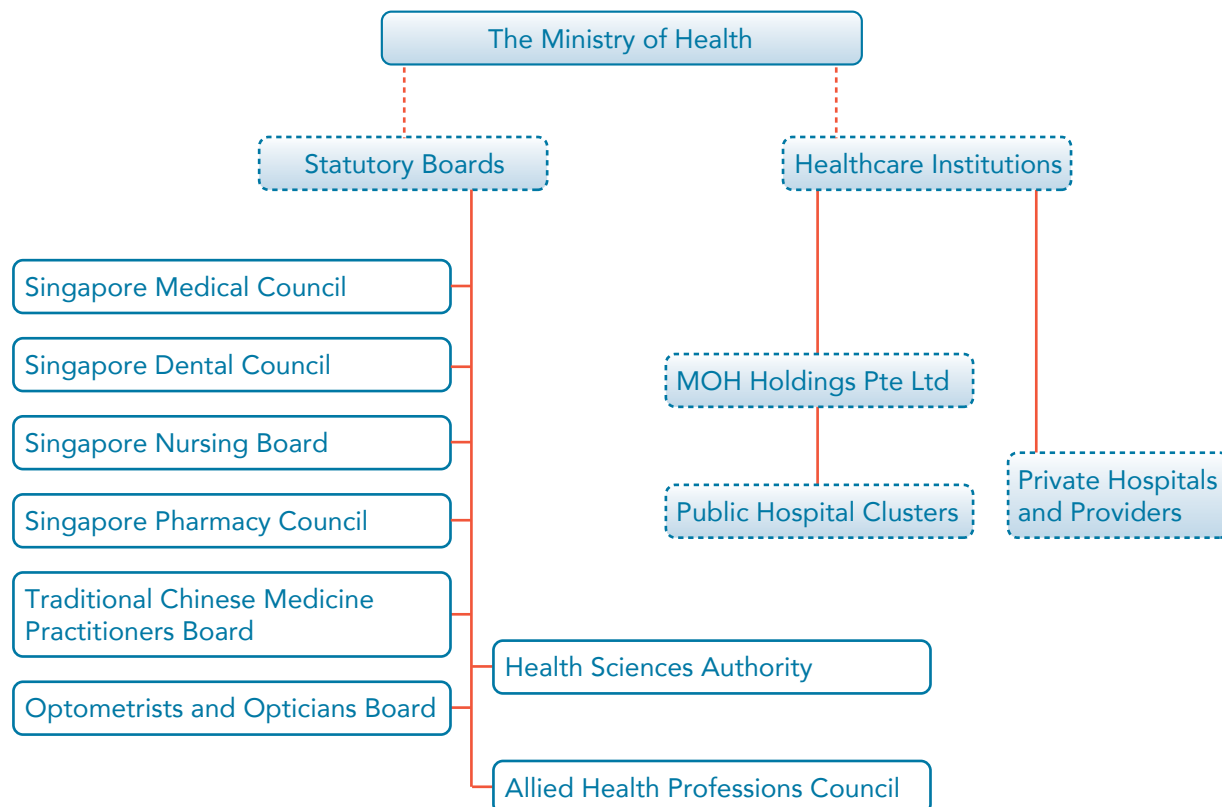 The Ministry of Health
Statutory Boards
Healthcare Institutions
Singapore Medical Council
Singapore Dental Council
Singapore Nursing Board
Singapore Pharmacy Council
Traditional Chinese Medicine
Practitioners Board
Optometrists and Opticians Board
Health Sciences Authority
Allied Health Professions Council
MOH Holdings Pte Ltd
Public Hospital Clusters
Private Hospitals
and Providers